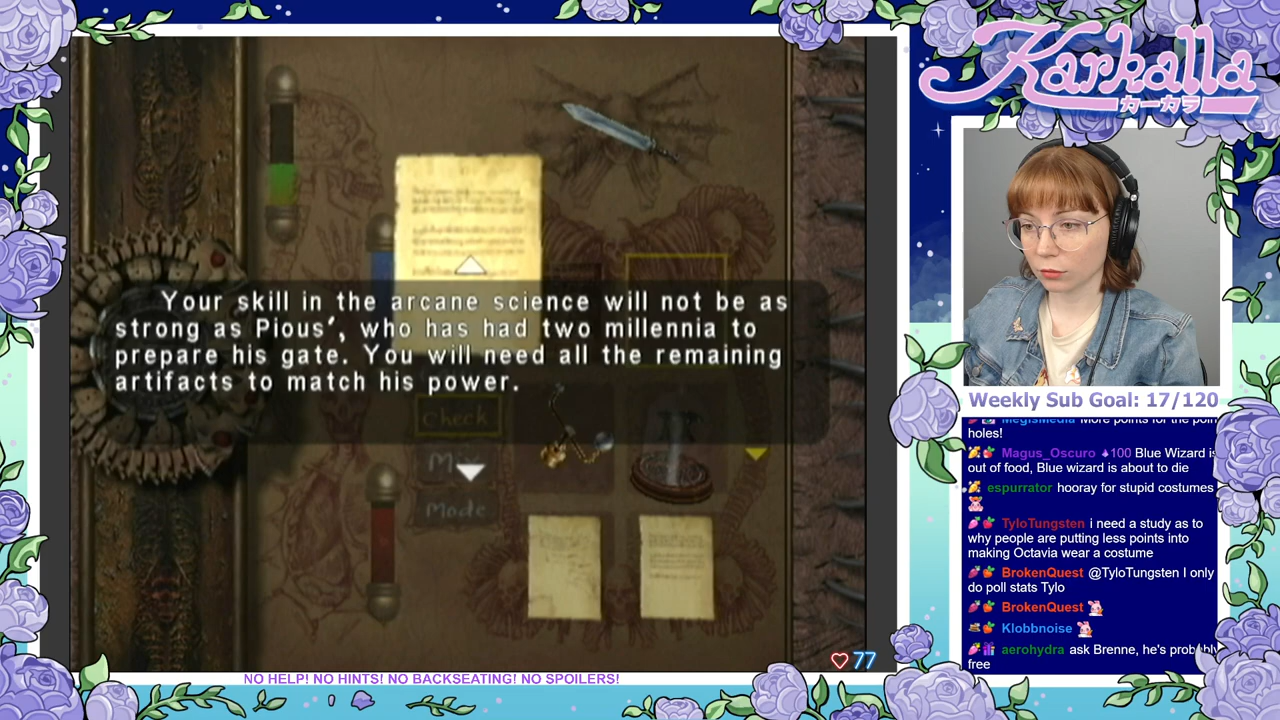 Karkalla
カーカラ
Your skill in the arcane science will not be as
strong as Pious', who has had two millennia to
prepare his gate. You will need all the remaining
artifacts to match his power.
Check
Mix
Mode
77
NO HELP! NO HINTS! NO BACKSEATING! NO SPOILERS!
Weekly Sub Goal: 17/120
MegisMedia More points for the poin
holes!
Magus_Oscuro 100 Blue Wizard is
out of food, Blue wizard is about to die
espurrator hooray for stupid costumes
TyloTungsten i need a study as to
why people are putting less points into
making Octavia wear a costume
BrokenQuest @TyloTungsten I only
do poll stats Tylo
BrokenQuest
Klobbnoise
aerohydra ask Brenne, he's probably
free